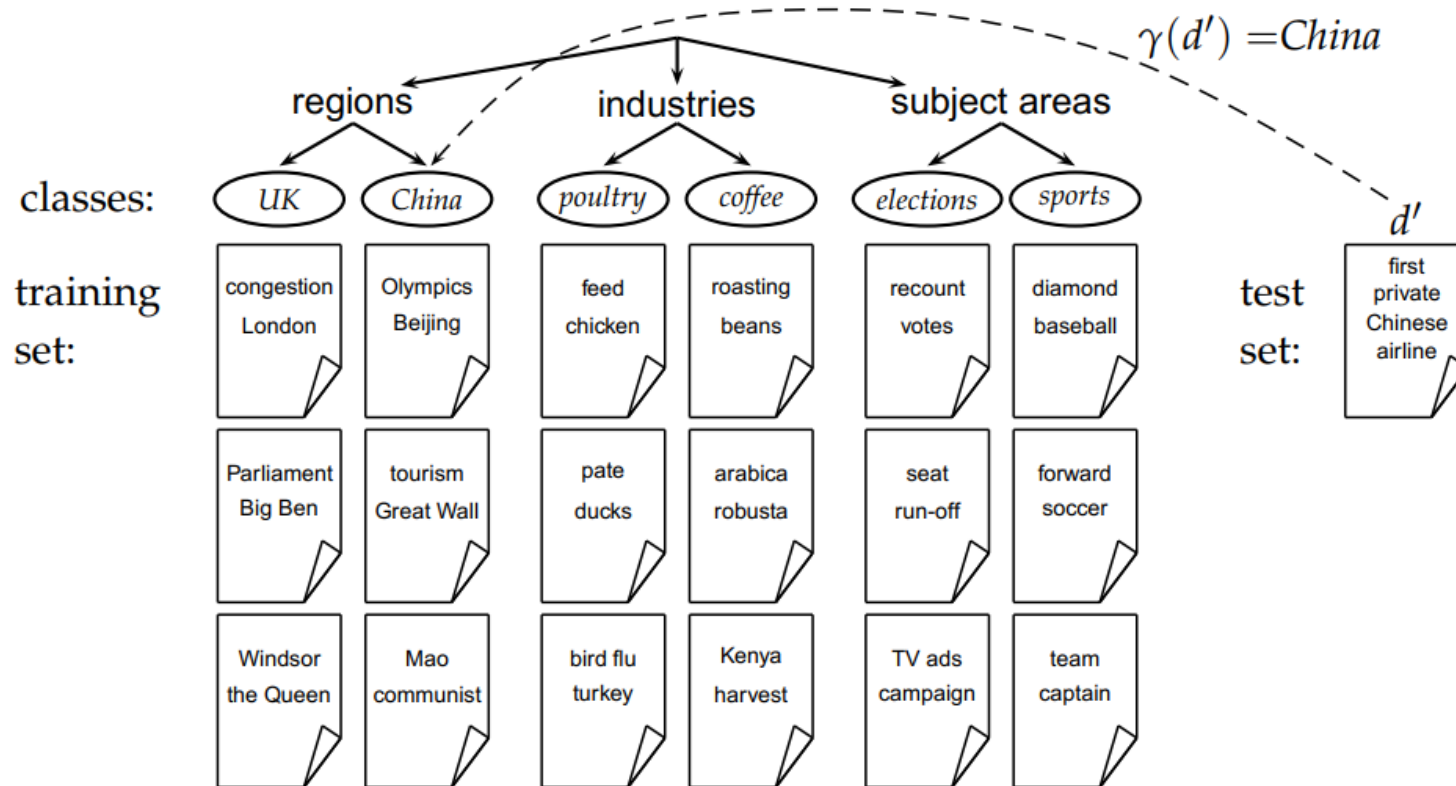 γ(d′) =China
regions
industries
subject areas
classes:
UK
China
poultry
coffee
elections
sports
d′
training
set:
congestion
London
Olympics
Beijing
feed
chicken
roasting
beans
recount
votes
diamond
baseball
test
set:
first
private
Chinese
airline
Parliament
Big Ben
tourism
Great Wall
pate
ducks
arabica
robusta
seat
run-off
forward
soccer
Windsor
the Queen
Mao
communist
bird flu
turkey
Kenya
harvest
TV ads
campaign
team
captain